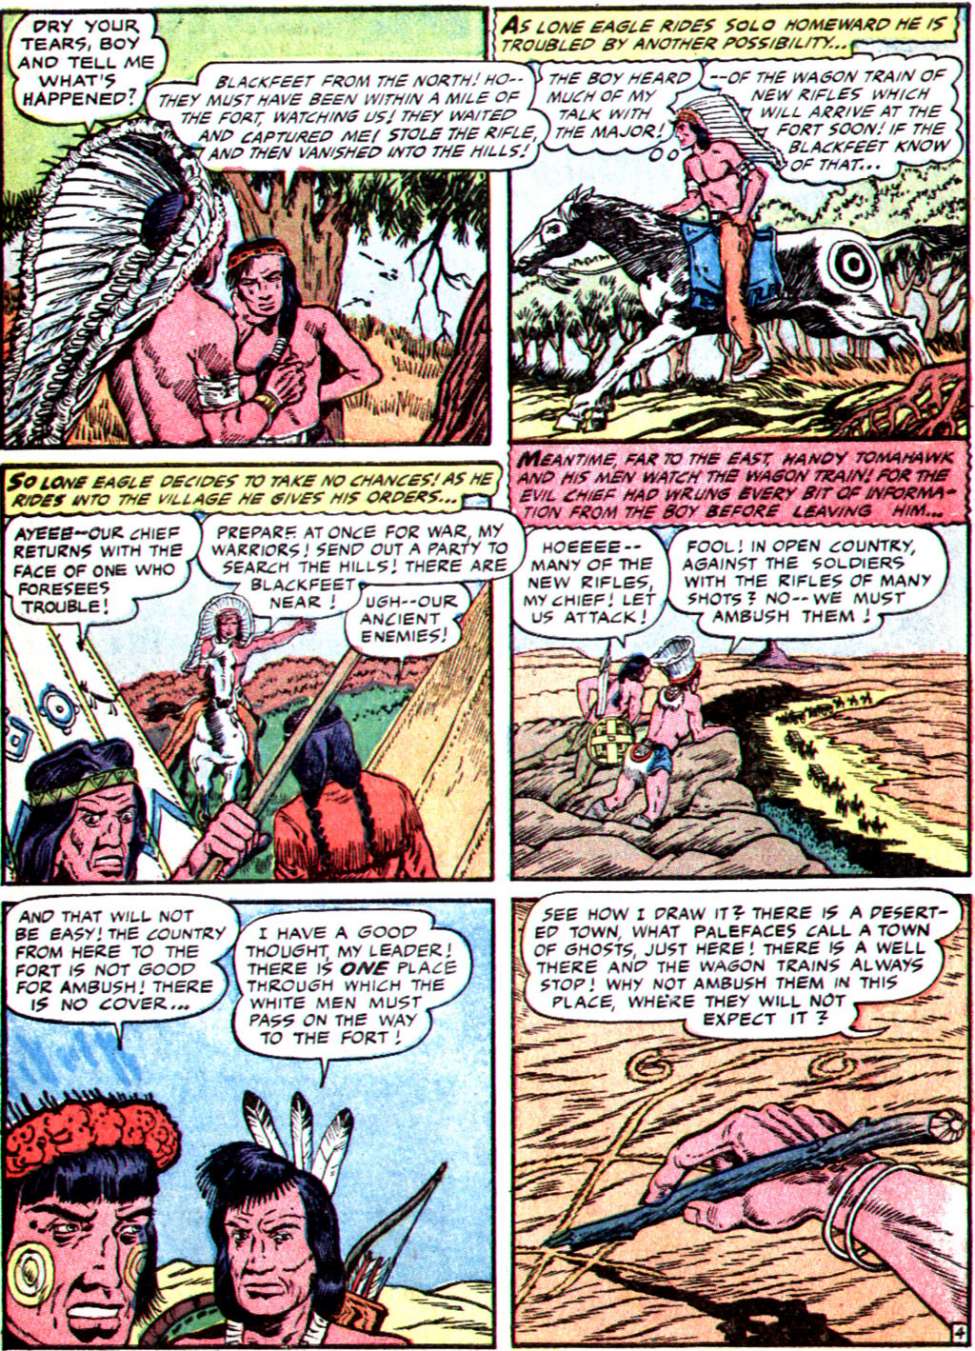 DRY YOUR
TEARS, BOY
AND TELL ME
WHAT'S
HAPPENED?
BLACKFEET FROM THE NORTH! HO--
THEY MUST HAVE BEEN WITHIN A MILE OF
THE FORT, WATCHING US! THEY WAITED
AND CAPTURED ME! STOLE THE RIFLE,
AND THEN VANISHED INTO THE HILLS!
AS LONE EAGLE RIDES SOLO HOMEWARD HE IS
TROUBLED BY ANOTHER POSSIBILITY...
THE BOY HEARD
MUCH OF MY
TALK WITH
THE MAJOR!
--OF THE WAGON TRAIN OF
NEW RIFLES WHICH
WILL ARRIVE AT THE
FORT SOON! IF THE
BLACKFEET KNOW
OF THAT...
SO LONE EAGLE DECIDES TO TAKE NO CHANCES! AS HE
RIDES INTO THE VILLAGE HE GIVES HIS ORDERS...
AYEEE--OUR CHIEF
RETURNS WITH THE
FACE OF ONE WHO
FORESEES
TROUBLE!
PREPARE AT ONCE FOR WAR, MY
WARRIORS! SEND OUT A PARTY TO
SEARCH THE HILLS! THERE ARE
BLACKFEET
NEAR!
UGH--OUR
ANCIENT
ENEMIES!
MEANTIME, FAR TO THE EAST, HANDY TOMAHAWK
AND HIS MEN WATCH THE WAGON TRAIN! FOR THE
EVIL CHIEF HAD WRUNG EVERY BIT OF INFORMA-
TION FROM THE BOY BEFORE LEAVING HIM...
HOEEEE--
MANY OF THE
NEW RIFLES,
MY CHIEF! LET
US ATTACK!
FOOL! IN OPEN COUNTRY,
AGAINST THE SOLDIERS
WITH THE RIFLES OF MANY
SHOTS? NO--WE MUST
AMBUSH THEM!
AND THAT WILL NOT
BE EASY! THE COUNTRY
FROM HERE TO THE
FORT IS NOT GOOD
FOR AMBUSH! THERE
IS NO COVER...
I HAVE A GOOD
THOUGHT, MY LEADER!
THERE IS ONE PLACE
THROUGH WHICH THE
WHITE MEN MUST
PASS ON THE WAY
TO THE FORT!
SEE HOW I DRAW IT? THERE IS A DESERT-
ED TOWN, WHAT PALEFACES CALL A TOWN
OF GHOSTS, JUST HERE! THERE IS A WELL
THERE AND THE WAGON TRAINS ALWAYS
STOP! WHY NOT AMBUSH THEM IN THIS
PLACE, WHERE THEY WILL NOT
EXPECT IT?
4